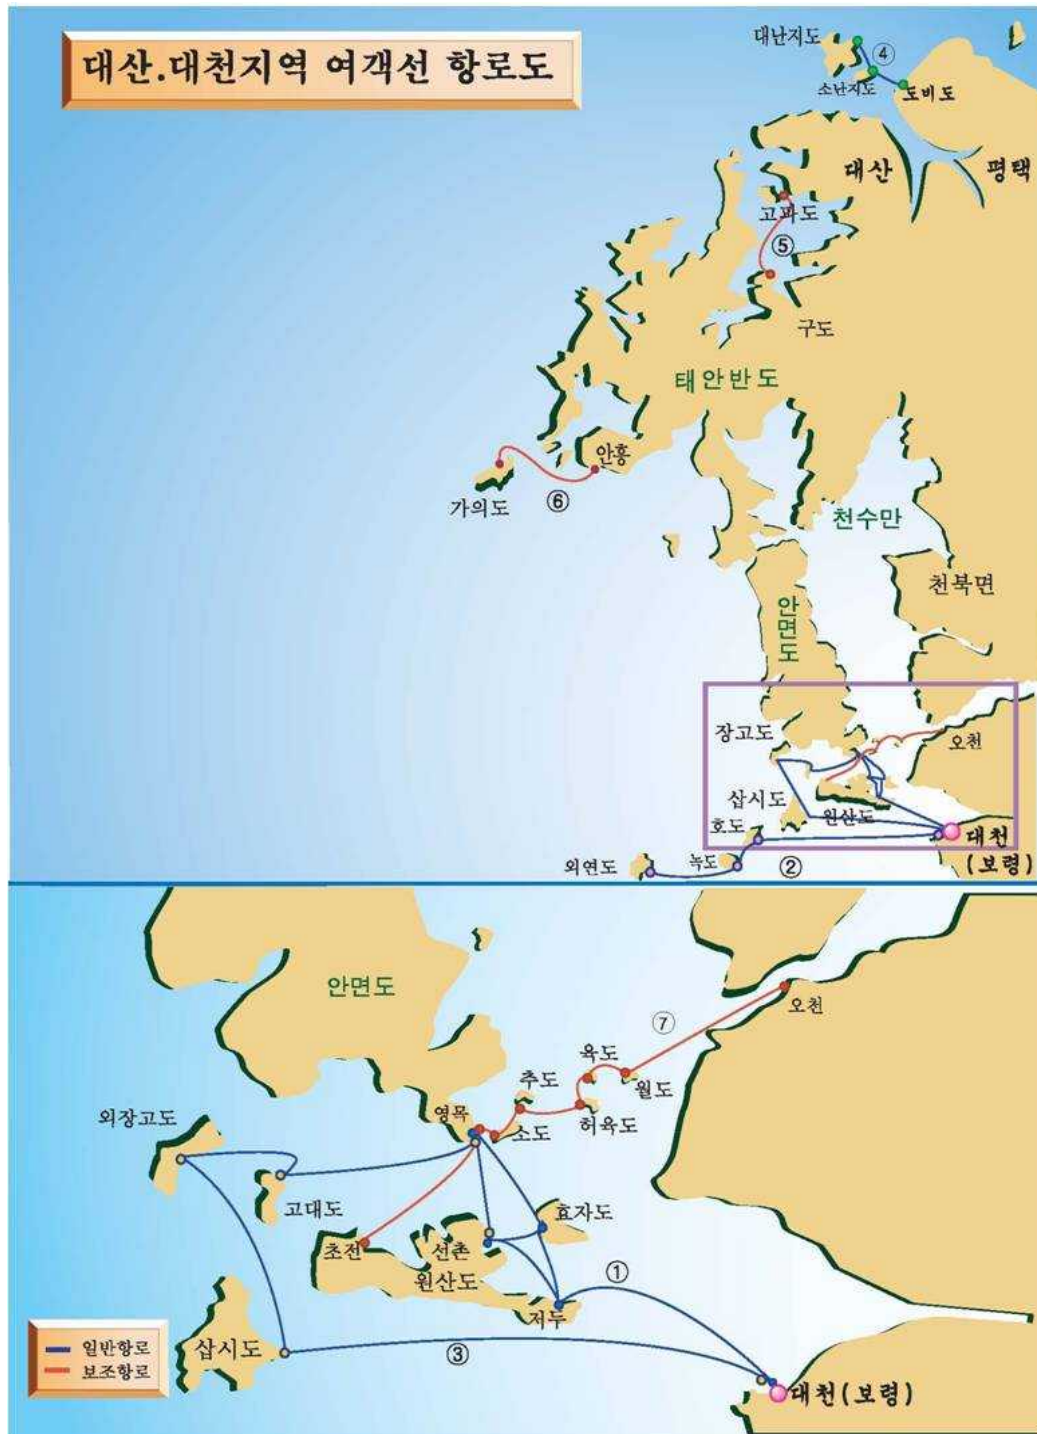 대산.대천지역 여객선 항로도
대난지도
④
소난지도
도비도
대산
평택
고파도
⑤
구도
태안반도
안흥
⑥
가의도
천수만
천북면
안면도
장고도
오천
삽시도
원산도
호도
대천
(보령)
외연도
녹도
②
안면도
오천
⑦
육도
월도
추도
허육도
영목
소도
외장고도
고대도
효자도
초전
선촌
원산도
①
저두
삽시도
③
일반항로
보조항로
대천(보령)